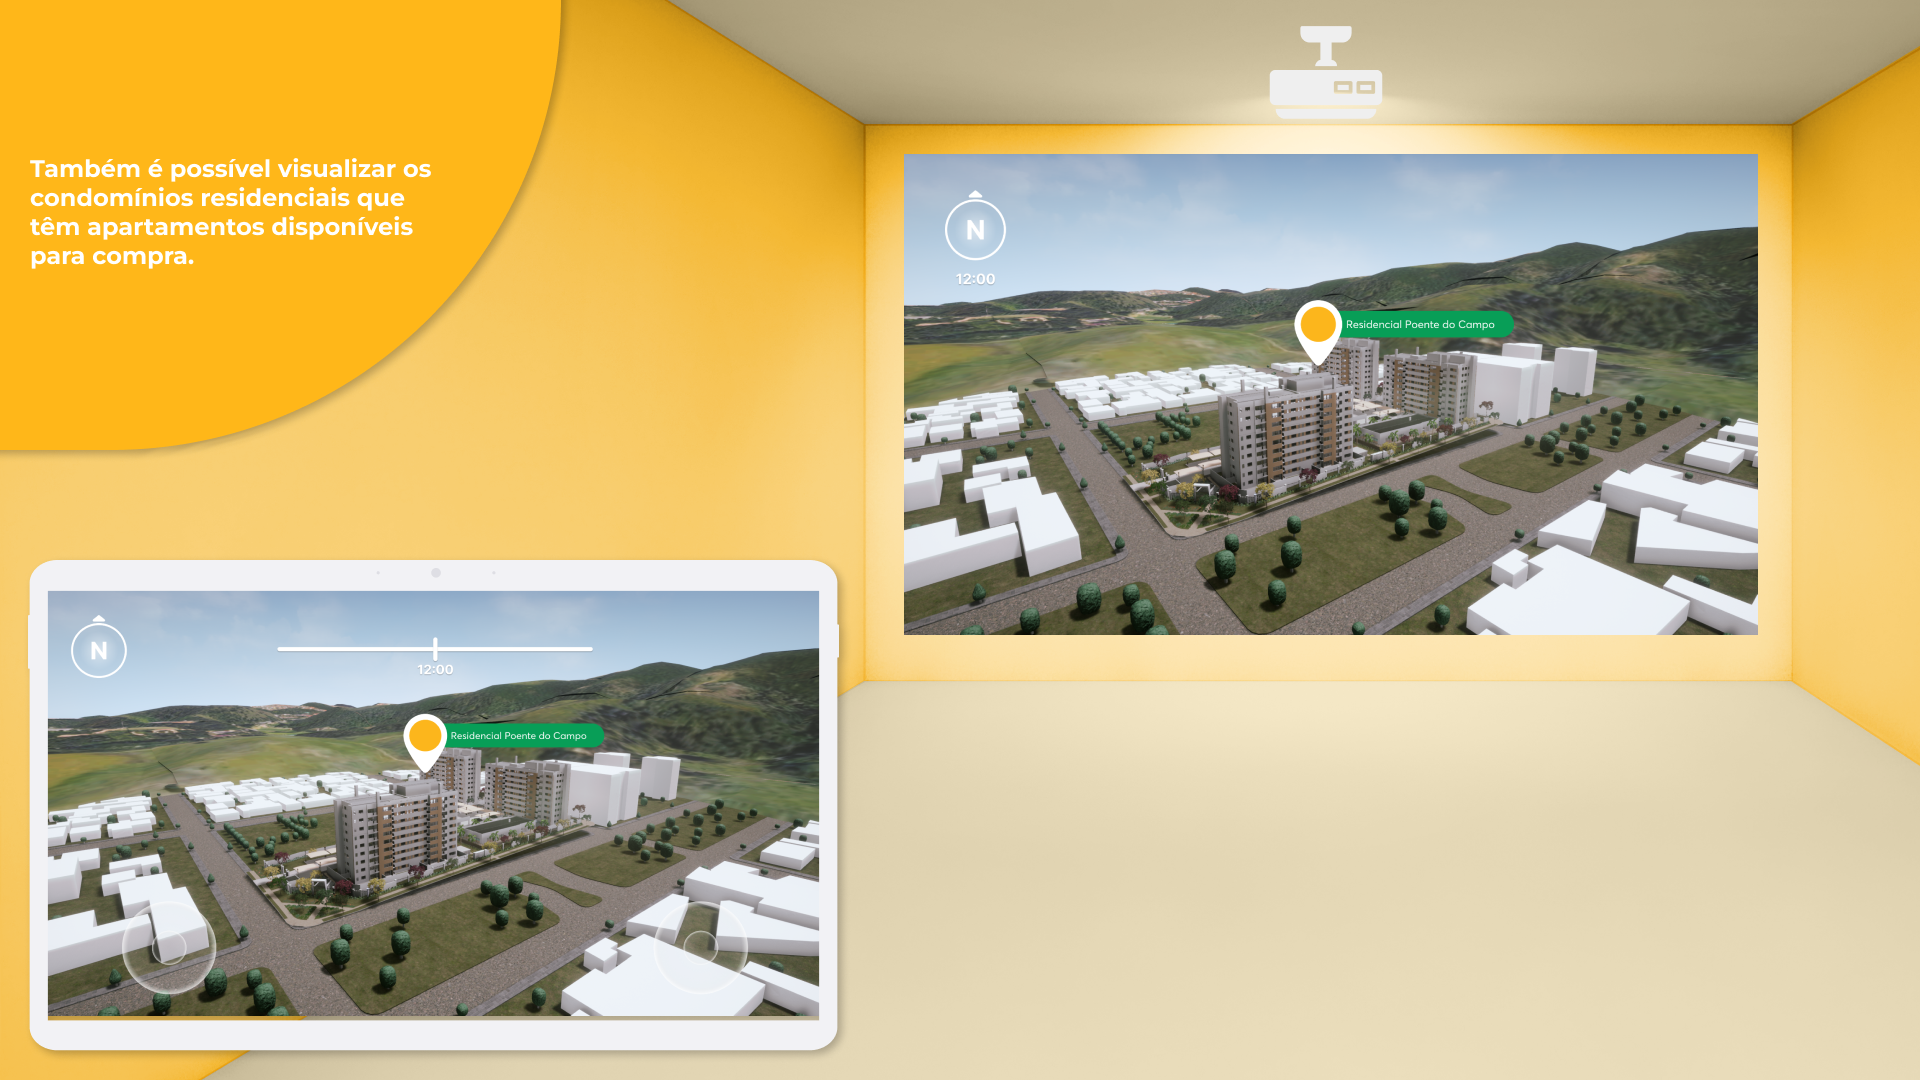 Também é possível visualizar os
condomínios residenciais que
têm apartamentos disponíveis
para compra.
N
12:00
Residencial Poente do Campo
N
12:00
Residencial Poente do Campo